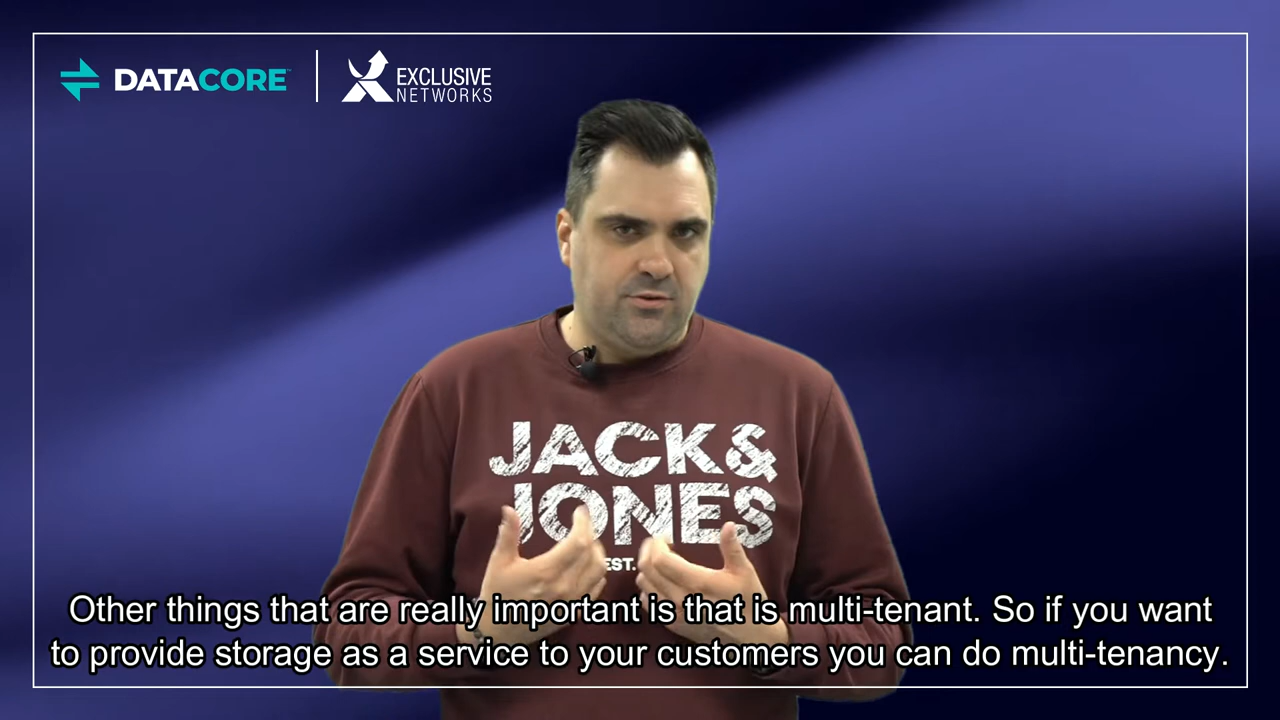 DATACORE™
EXCLUSIVE
NETWORKS
JACK&
JONES
EST.
Other things that are really important is that is multi-tenant. So if you want
to provide storage as a service to your customers you can do multi-tenancy.